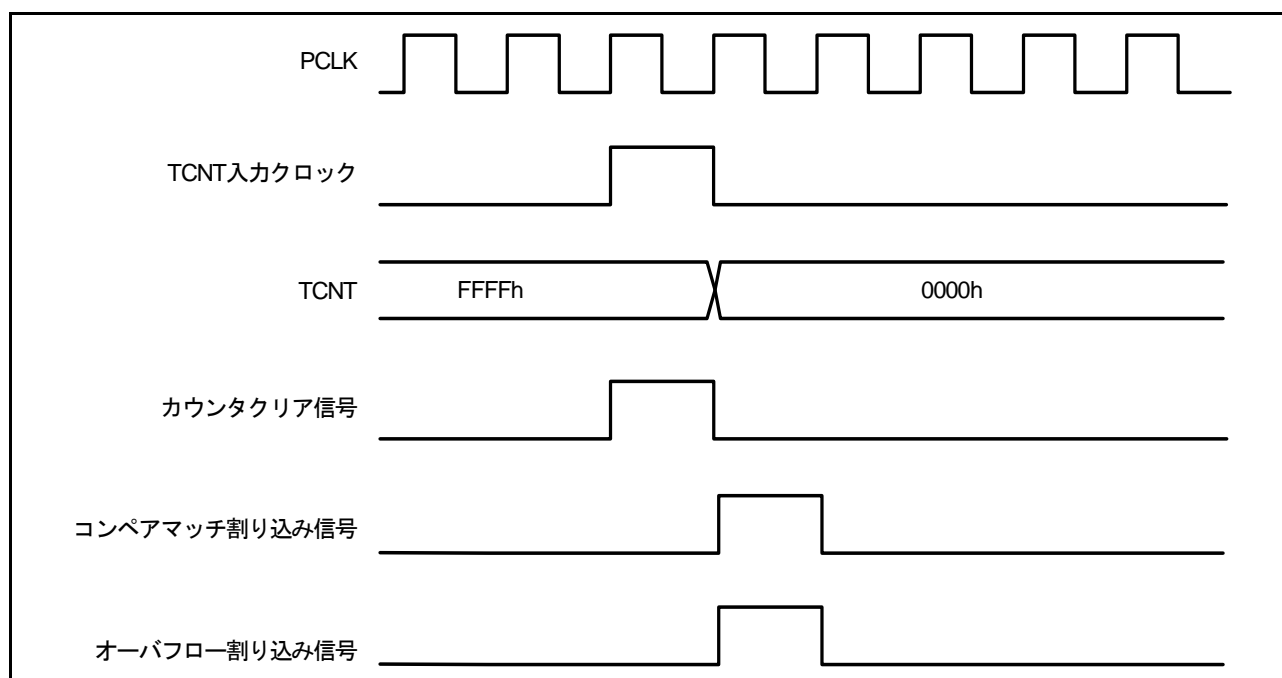 PCLK
TCNT入力クロック
TCNT
FFFFh
0000h
カウンタクリア信号
コンペアマッチ割り込み信号
オーバフロー割り込み信号